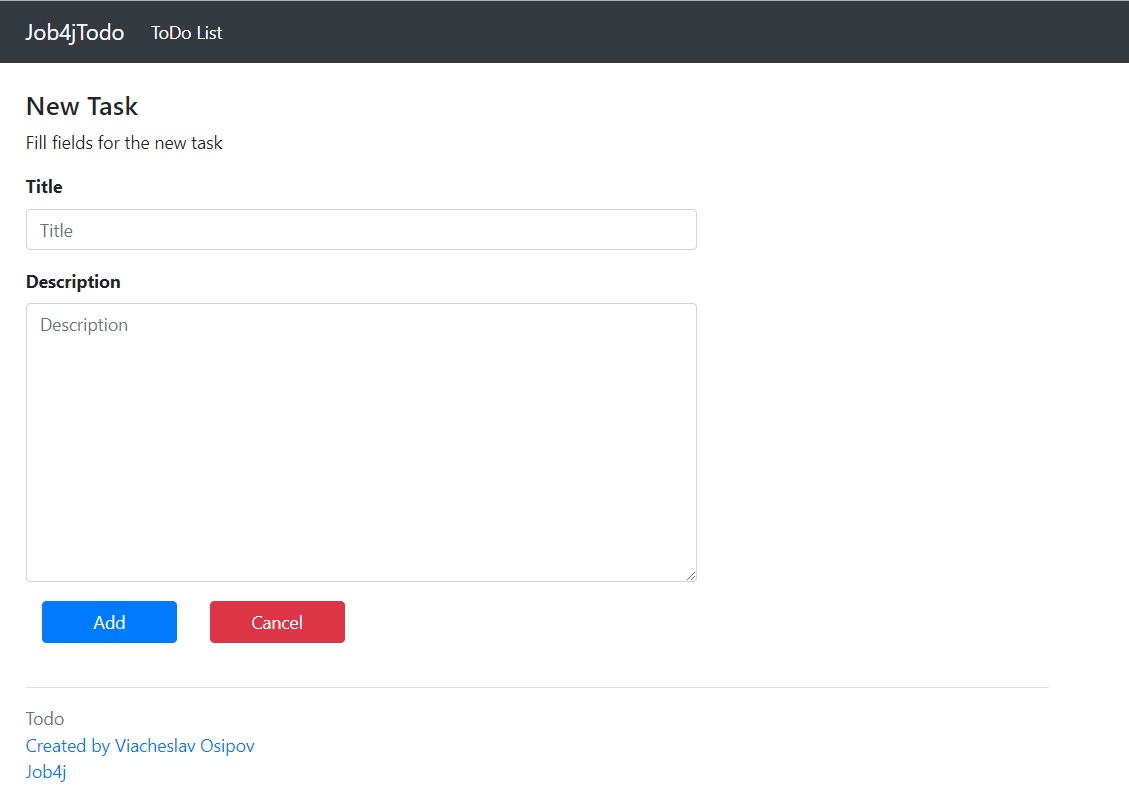 Job4jTodo ToDo List
New Task
Fill fields for the new task
Title
Title
Description
Description
Add Cancel
Todo
Created by Viacheslav Osipov
Job4j